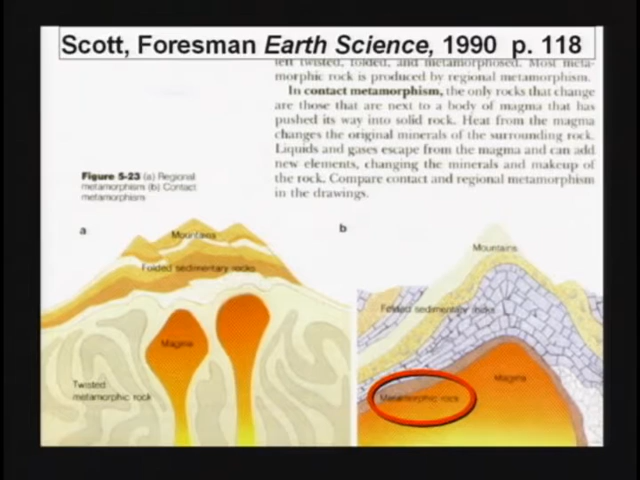 Scott, Foresman Earth Science, 1990 p. 118
left twisted, folded, and metamorphosed. Most meta-
morphic rock is produced by regional metamorphism.
In contact metamorphism, the only rocks that change
are those that are next to a body of magma that has
pushed its way into solid rock. Heat from the magma
changes the original minerals of the surrounding rock.
Liquids and gases escape from the magma and can add
new elements, changing the minerals and makeup of
the rock. Compare contact and regional metamorphism
in the drawings.
Figure 5-23 (a) Regional
metamorphism (b) Contact
metamorphism
a
Mountains
Folded sedimentary rocks
Magma
Twisted
metamorphic rock
b
Mountains
Folded sedimentary rocks
Magma
Metamorphic rock